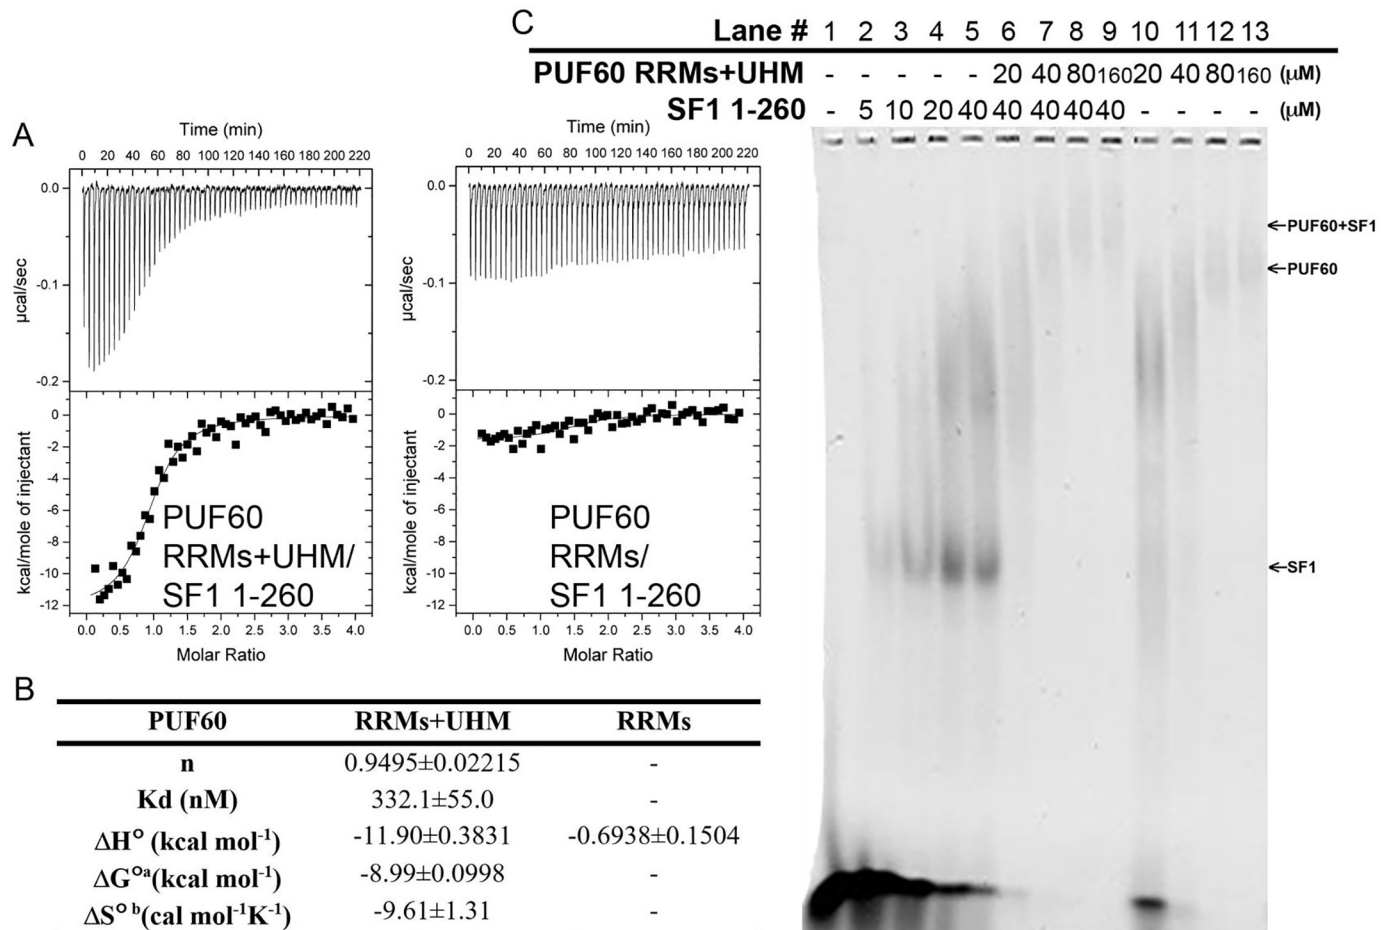 A
Time (min)
0 20 40 60 80 100 120 140 160 180 200 220
0.0
-0.1
-0.2
µcal/sec
0
-2
-4
-6
-8
-10
-12
kcal/mole of injectant
PUF60
RRMs+UHM/
SF1 1-260
0.0 0.5 1.0 1.5 2.0 2.5 3.0 3.5 4.0
Molar Ratio
Time (min)
0 20 40 60 80 100 120 140 160 180 200 220
0.0
-0.1
-0.2
µcal/sec
0
-2
-4
-6
-8
-10
-12
kcal/mole of injectant
PUF60
RRMs/
SF1 1-260
0.0 0.5 1.0 1.5 2.0 2.5 3.0 3.5 4.0
Molar Ratio
B
PUF60 RRMs+UHM RRMs
n 0.9495±0.02215 -
Kd (nM) 332.1±55.0 -
ΔH° (kcal mol⁻¹) -11.90±0.3831 -0.6938±0.1504
ΔG°ᵃ(kcal mol⁻¹) -8.99±0.0998 -
ΔS° ᵇ(cal mol⁻¹K⁻¹) -9.61±1.31 -
C
Lane # 1 2 3 4 5 6 7 8 9 10 11 12 13
PUF60 RRMs+UHM - - - - - 20 40 80 160 20 40 80 160 (µM)
SF1 1-260 - 5 10 20 40 40 40 40 40 - - - - (µM)
PUF60+SF1
PUF60
SF1